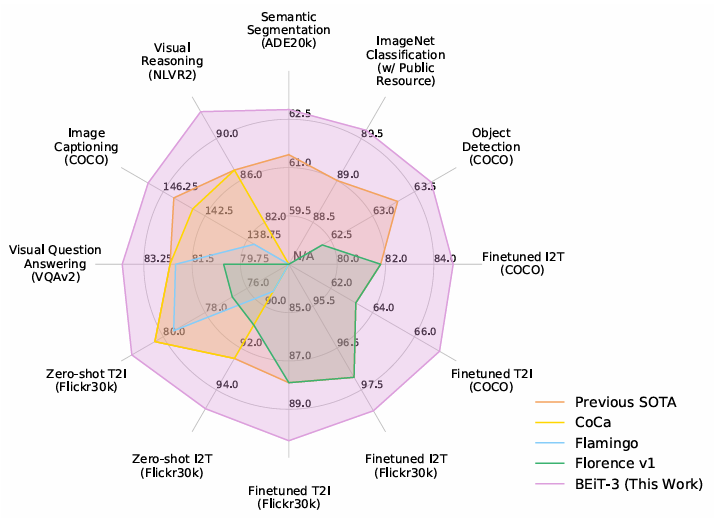 Semantic
Segmentation
(ADE20k)
ImageNet
Classification
(w/ Public
Resource)
Visual
Reasoning
(NLVR2)
Object
Detection
(COCO)
Image
Captioning
(COCO)
Visual Question
Answering
(VQAv2)
Finetuned I2T
(COCO)
Zero-shot T2I
(Flickr30k)
Finetuned T2I
(COCO)
Zero-shot I2T
(Flickr30k)
Finetuned I2T
(Flickr30k)
Finetuned T2I
(Flickr30k)
62.5
61.0
59.5
89.5
89.0
88.5
63.5
63.0
62.5
84.0
82.0
80.0
66.0
64.0
62.0
97.5
96.5
95.5
89.0
87.0
85.0
94.0
92.0
90.0
80.0
78.0
76.0
83.25
81.5
79.75
146.25
142.5
138.75
90.0
86.0
82.0
N/A
Previous SOTA
CoCa
Flamingo
Florence v1
BEiT-3 (This Work)